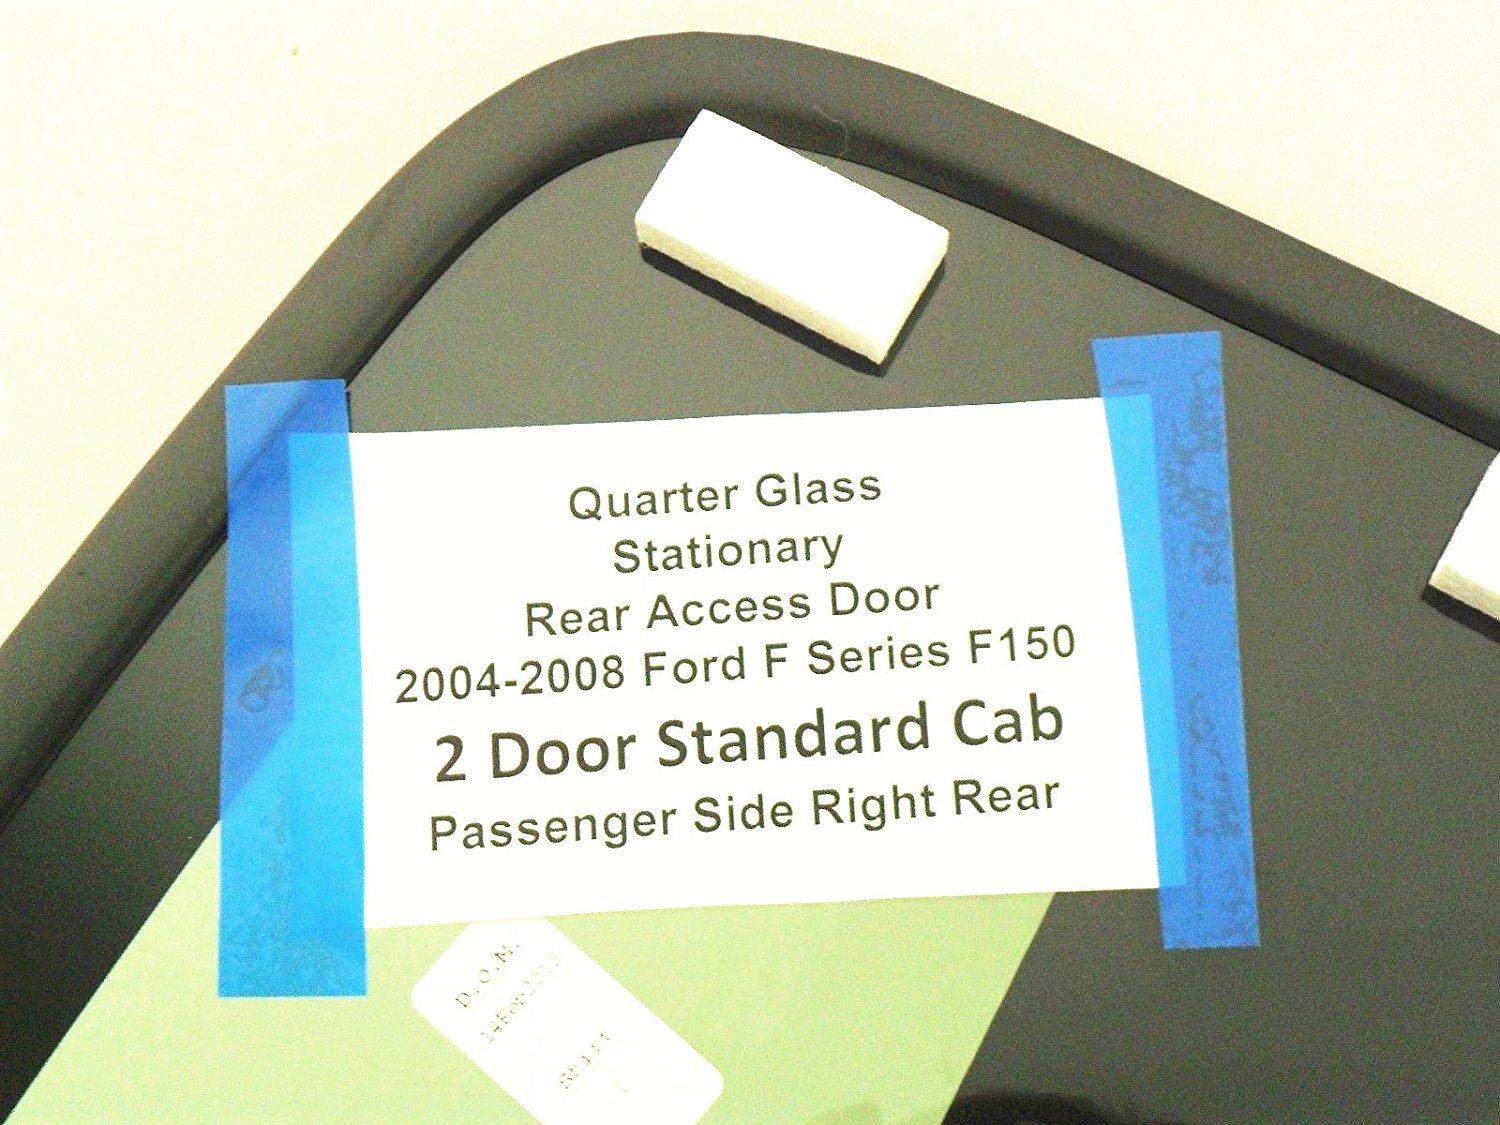 Quarter Glass
Stationary
Rear Access Door
2004-2008 Ford F Series F150
2 Door Standard Cab
Passenger Side Right Rear
D.O.M.
Shift